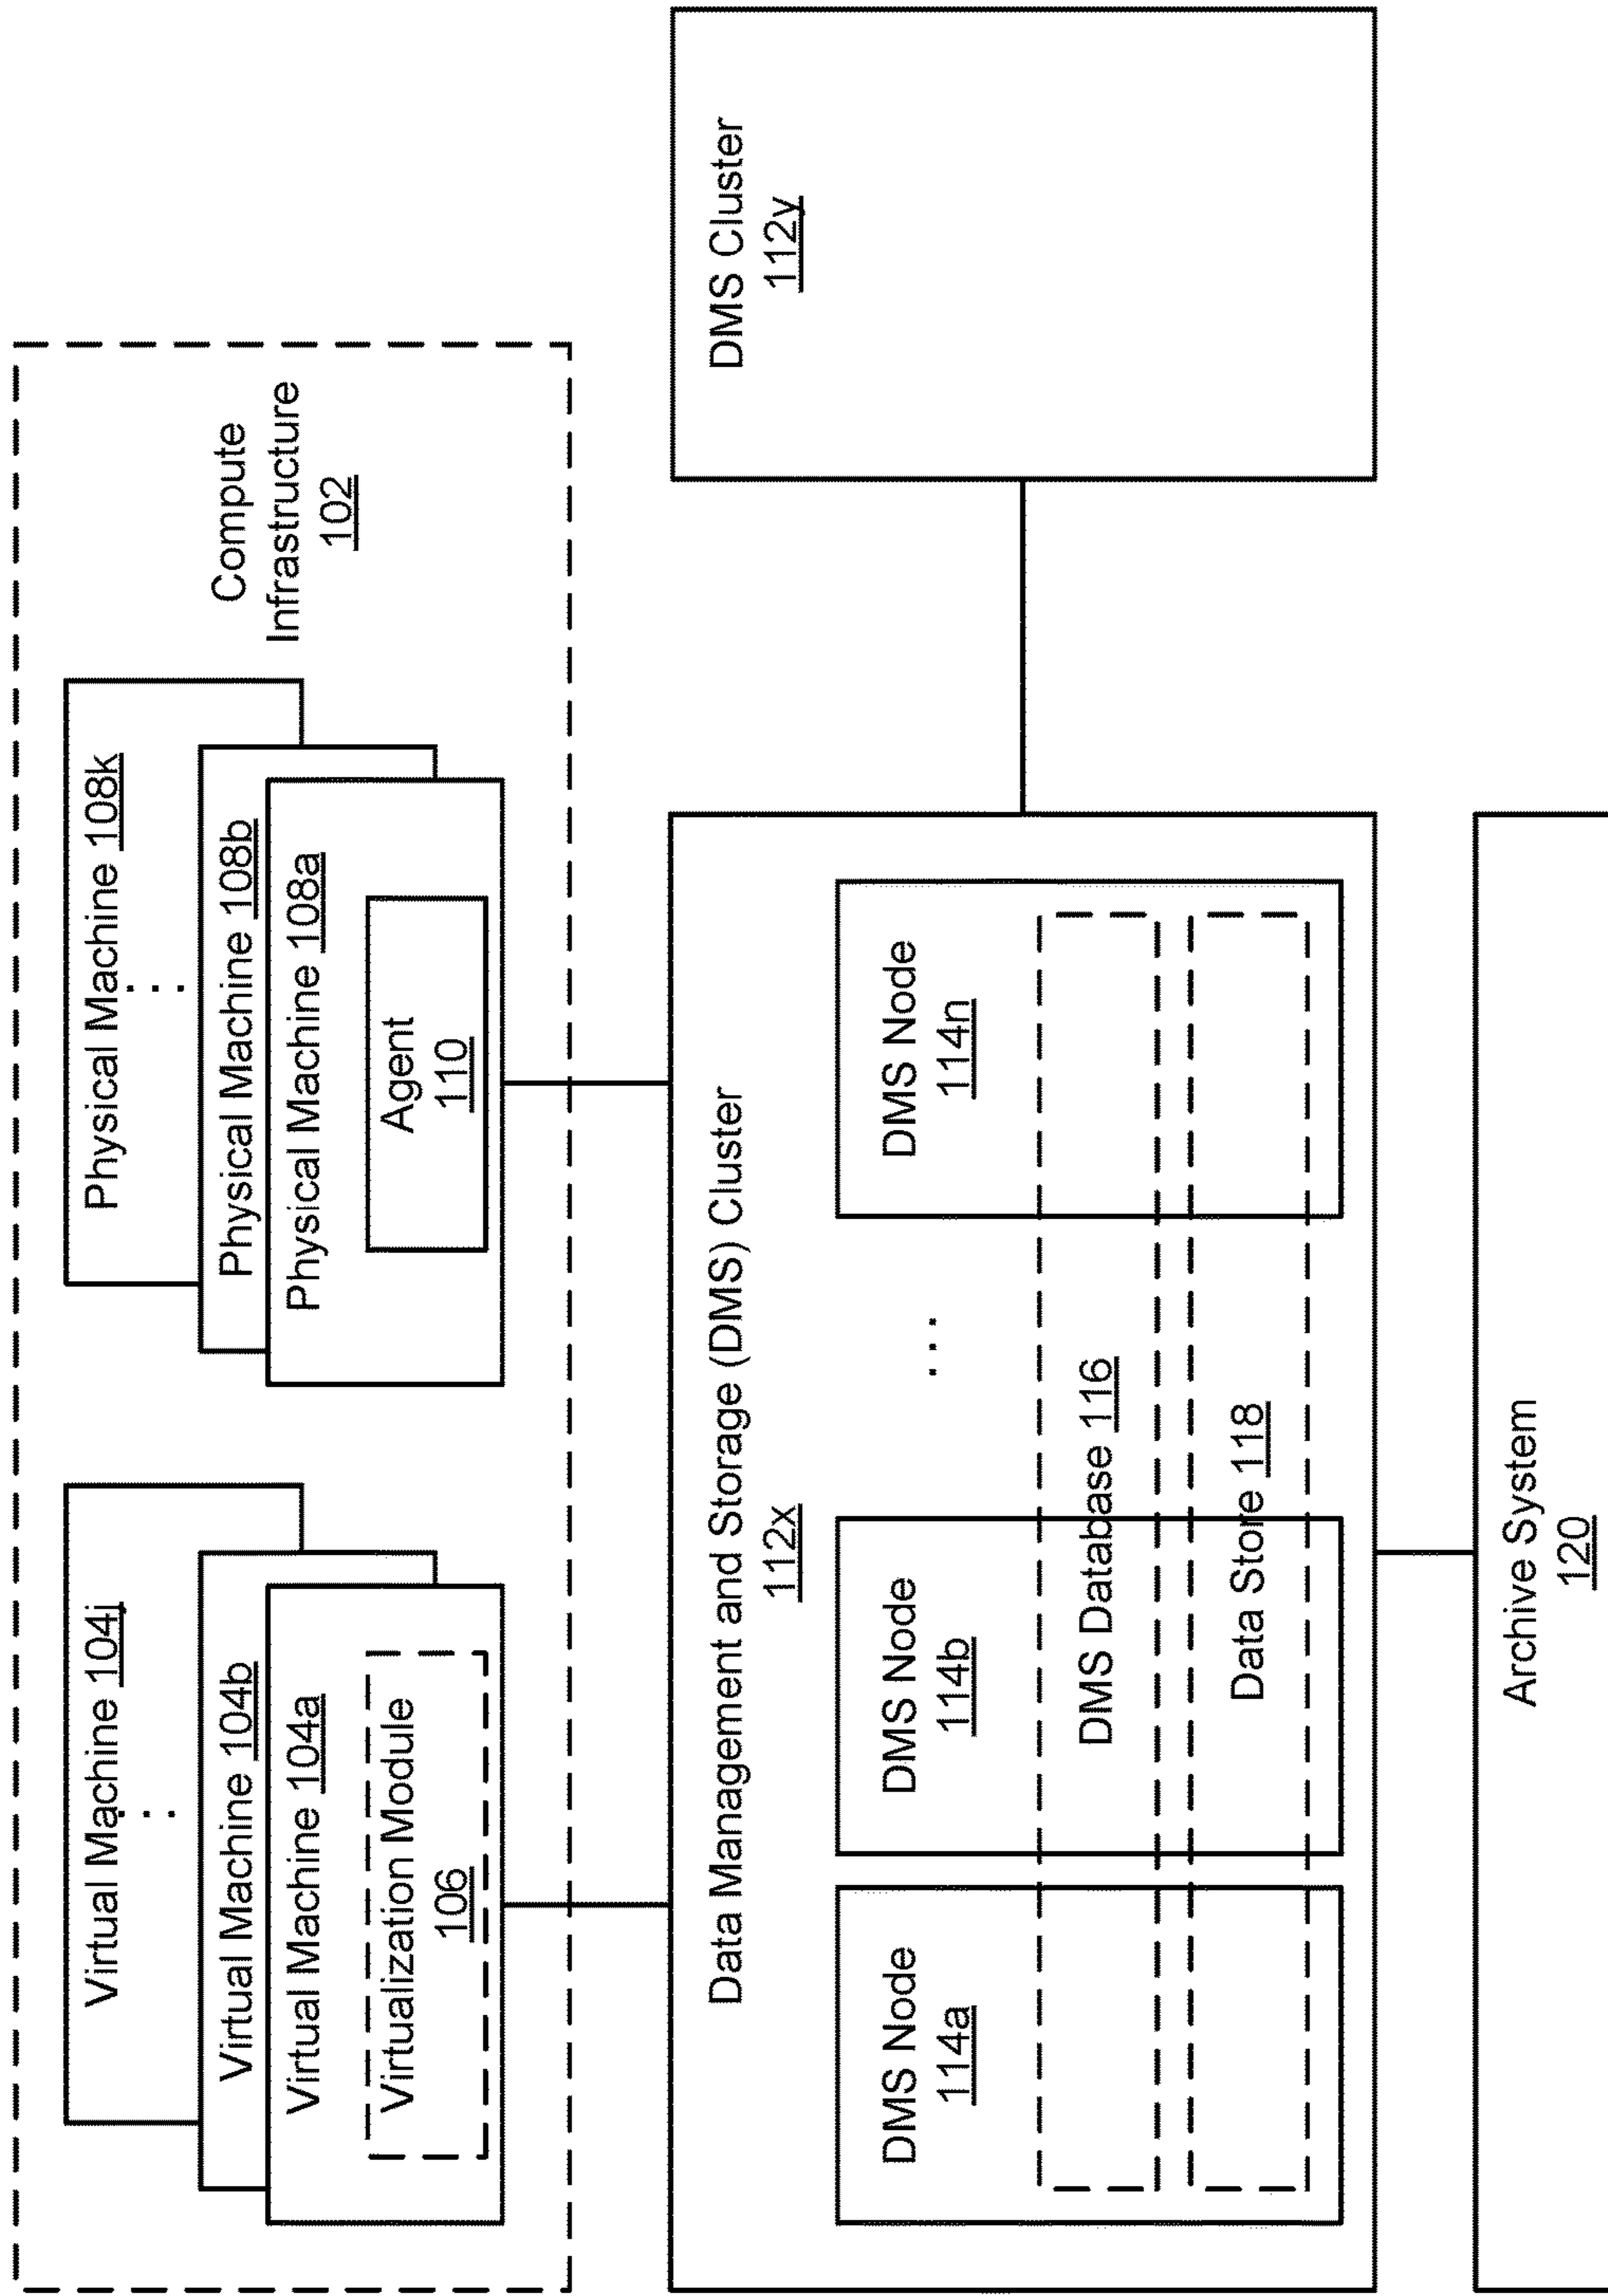 Virtual Machine 104j
...
Virtual Machine 104b
Virtual Machine 104a
Virtualization Module
106
Physical Machine 108k
...
Physical Machine 108b
Physical Machine 108a
Agent
110
Compute
Infrastructure
102
Data Management and Storage (DMS) Cluster
112x
DMS Node
114a
DMS Node
114b
...
DMS Node
114n
DMS Database 116
Data Store 118
DMS Cluster
112y
Archive System
120